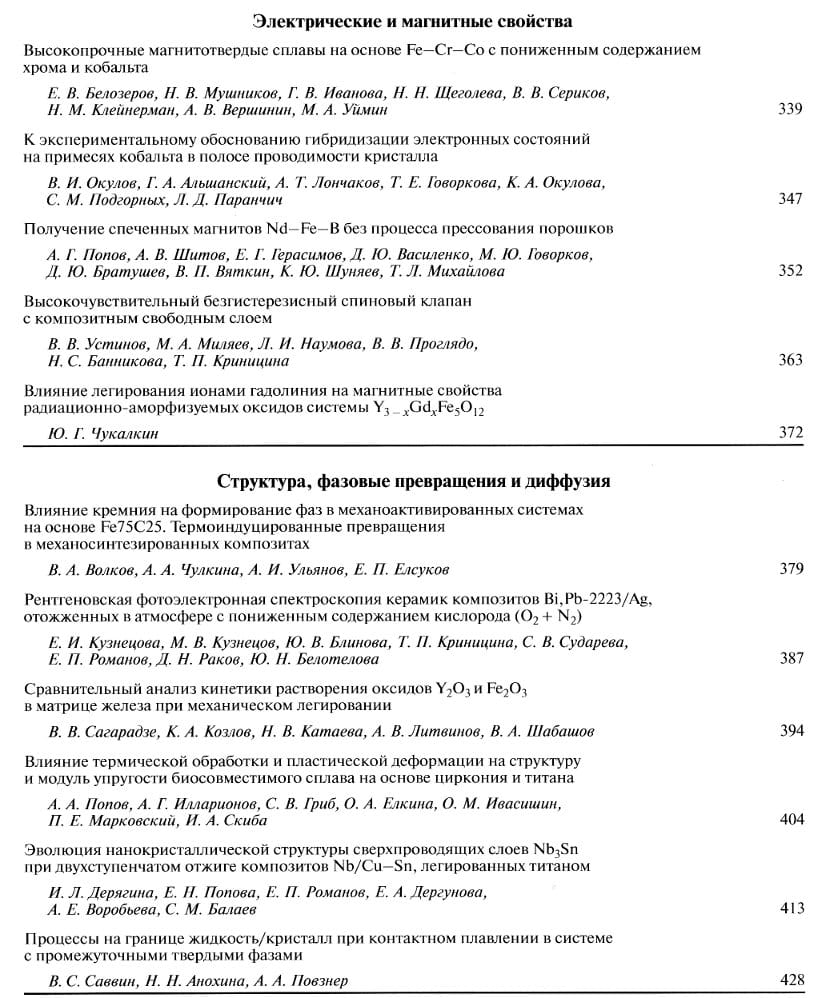 Электрические и магнитные свойства
Высокопрочные магнитотвердые сплавы на основе Fe—Cr—Co с пониженным содержанием
хрома и кобальта
Е. В. Белозеров, Н. В. Мушников, Г. В. Иванова, Н. Н. Щеголева, В. В. Сериков,
Н. М. Клейнерман, А. В. Вершинин, М. А. Уймин 339
К экспериментальному обоснованию гибридизации электронных состояний
на примесях кобальта в полосе проводимости кристалла
В. И. Окулов, Г. А. Альшанский, А. Т. Лончаков, Т. Е. Говоркова, К. А. Окулова,
С. М. Подгорных, Л. Д. Паранчич 347
Получение спеченных магнитов Nd—Fe—B без процесса прессования порошков
А. Г. Попов, А. В. Шитов, Е. Г. Герасимов, Д. Ю. Василенко, М. Ю. Говорков,
Д. Ю. Братушев, В. П. Вяткин, К. Ю. Шуняев, Т. Л. Михайлова 352
Высокочувствительный безгистерезисный спиновый клапан
с композитным свободным слоем
В. В. Устинов, М. А. Миляев, Л. И. Наумова, В. В. Проглядо,
Н. С. Банникова, Т. П. Криницина 363
Влияние легирования ионами гадолиния на магнитные свойства
радиационно-аморфизуемых оксидов системы Y₃₋ₓGdₓFe₅O₁₂
Ю. Г. Чукалкин 372
Структура, фазовые превращения и диффузия
Влияние кремния на формирование фаз в механоактивированных системах
на основе Fe75C25. Термоиндуцированные превращения
в механосинтезированных композитах
В. А. Волков, А. А. Чулкина, А. И. Ульянов, Е. П. Елсуков 379
Рентгеновская фотоэлектронная спектроскопия керамик композитов Bi,Pb-2223/Ag,
отожженных в атмосфере с пониженным содержанием кислорода (O₂ + N₂)
Е. И. Кузнецова, М. В. Кузнецов, Ю. В. Блинова, Т. П. Криницина, С. В. Сударева,
Е. П. Романов, Д. Н. Раков, Ю. Н. Белотелова 387
Сравнительный анализ кинетики растворения оксидов Y₂O₃ и Fe₂O₃
в матрице железа при механическом легировании
В. В. Сагарадзе, К. А. Козлов, Н. В. Катаева, А. В. Литвинов, В. А. Шабашов 394
Влияние термической обработки и пластической деформации на структуру
и модуль упругости биосовместимого сплава на основе циркония и титана
А. А. Попов, А. Г. Илларионов, С. В. Гриб, О. А. Елкина, О. М. Ивасишин,
П. Е. Марковский, И. А. Скиба 404
Эволюция нанокристаллической структуры сверхпроводящих слоев Nb₃Sn
при двухступенчатом отжиге композитов Nb/Cu—Sn, легированных титаном
И. Л. Дерягина, Е. Н. Попова, Е. П. Романов, Е. А. Дергунова,
А. Е. Воробьева, С. М. Балаев 413
Процессы на границе жидкость/кристалл при контактном плавлении в системе
с промежуточными твердыми фазами
В. С. Саввин, Н. Н. Анохина, А. А. Повзнер 428